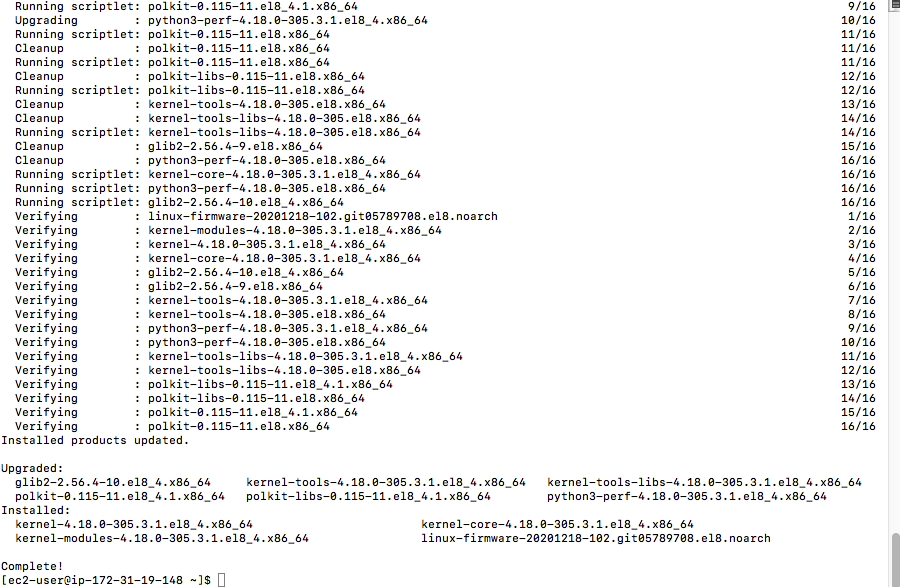 Running scriptlet: polkit-0.115-11.el8_4.1.x86_64 9/16
Upgrading : python3-perf-4.18.0-305.3.1.el8_4.x86_64 10/16
Running scriptlet: polkit-0.115-11.el8.x86_64 11/16
Cleanup : polkit-0.115-11.el8.x86_64 11/16
Running scriptlet: polkit-0.115-11.el8.x86_64 11/16
Cleanup : polkit-libs-0.115-11.el8.x86_64 12/16
Running scriptlet: polkit-libs-0.115-11.el8.x86_64 12/16
Cleanup : kernel-tools-4.18.0-305.el8.x86_64 13/16
Cleanup : kernel-tools-libs-4.18.0-305.el8.x86_64 14/16
Running scriptlet: kernel-tools-libs-4.18.0-305.el8.x86_64 14/16
Cleanup : glib2-2.56.4-9.el8.x86_64 15/16
Cleanup : python3-perf-4.18.0-305.el8.x86_64 16/16
Running scriptlet: kernel-core-4.18.0-305.3.1.el8_4.x86_64 16/16
Running scriptlet: python3-perf-4.18.0-305.el8.x86_64 16/16
Running scriptlet: glib2-2.56.4-10.el8_4.x86_64 16/16
Verifying : linux-firmware-20201218-102.git05789708.el8.noarch 1/16
Verifying : kernel-modules-4.18.0-305.3.1.el8_4.x86_64 2/16
Verifying : kernel-4.18.0-305.3.1.el8_4.x86_64 3/16
Verifying : kernel-core-4.18.0-305.3.1.el8_4.x86_64 4/16
Verifying : glib2-2.56.4-10.el8_4.x86_64 5/16
Verifying : glib2-2.56.4-9.el8.x86_64 6/16
Verifying : kernel-tools-4.18.0-305.3.1.el8_4.x86_64 7/16
Verifying : kernel-tools-4.18.0-305.el8.x86_64 8/16
Verifying : python3-perf-4.18.0-305.3.1.el8_4.x86_64 9/16
Verifying : python3-perf-4.18.0-305.el8.x86_64 10/16
Verifying : kernel-tools-libs-4.18.0-305.3.1.el8_4.x86_64 11/16
Verifying : kernel-tools-libs-4.18.0-305.el8.x86_64 12/16
Verifying : polkit-libs-0.115-11.el8_4.1.x86_64 13/16
Verifying : polkit-libs-0.115-11.el8.x86_64 14/16
Verifying : polkit-0.115-11.el8_4.1.x86_64 15/16
Verifying : polkit-0.115-11.el8.x86_64 16/16
Installed products updated.
Upgraded:
glib2-2.56.4-10.el8_4.x86_64 kernel-tools-4.18.0-305.3.1.el8_4.x86_64 kernel-tools-libs-4.18.0-305.3.1.el8_4.x86_64
polkit-0.115-11.el8_4.1.x86_64 polkit-libs-0.115-11.el8_4.1.x86_64 python3-perf-4.18.0-305.3.1.el8_4.x86_64
Installed:
kernel-4.18.0-305.3.1.el8_4.x86_64 kernel-core-4.18.0-305.3.1.el8_4.x86_64
kernel-modules-4.18.0-305.3.1.el8_4.x86_64 linux-firmware-20201218-102.git05789708.el8.noarch
Complete!
[ec2-user@ip-172-31-19-148 ~]$